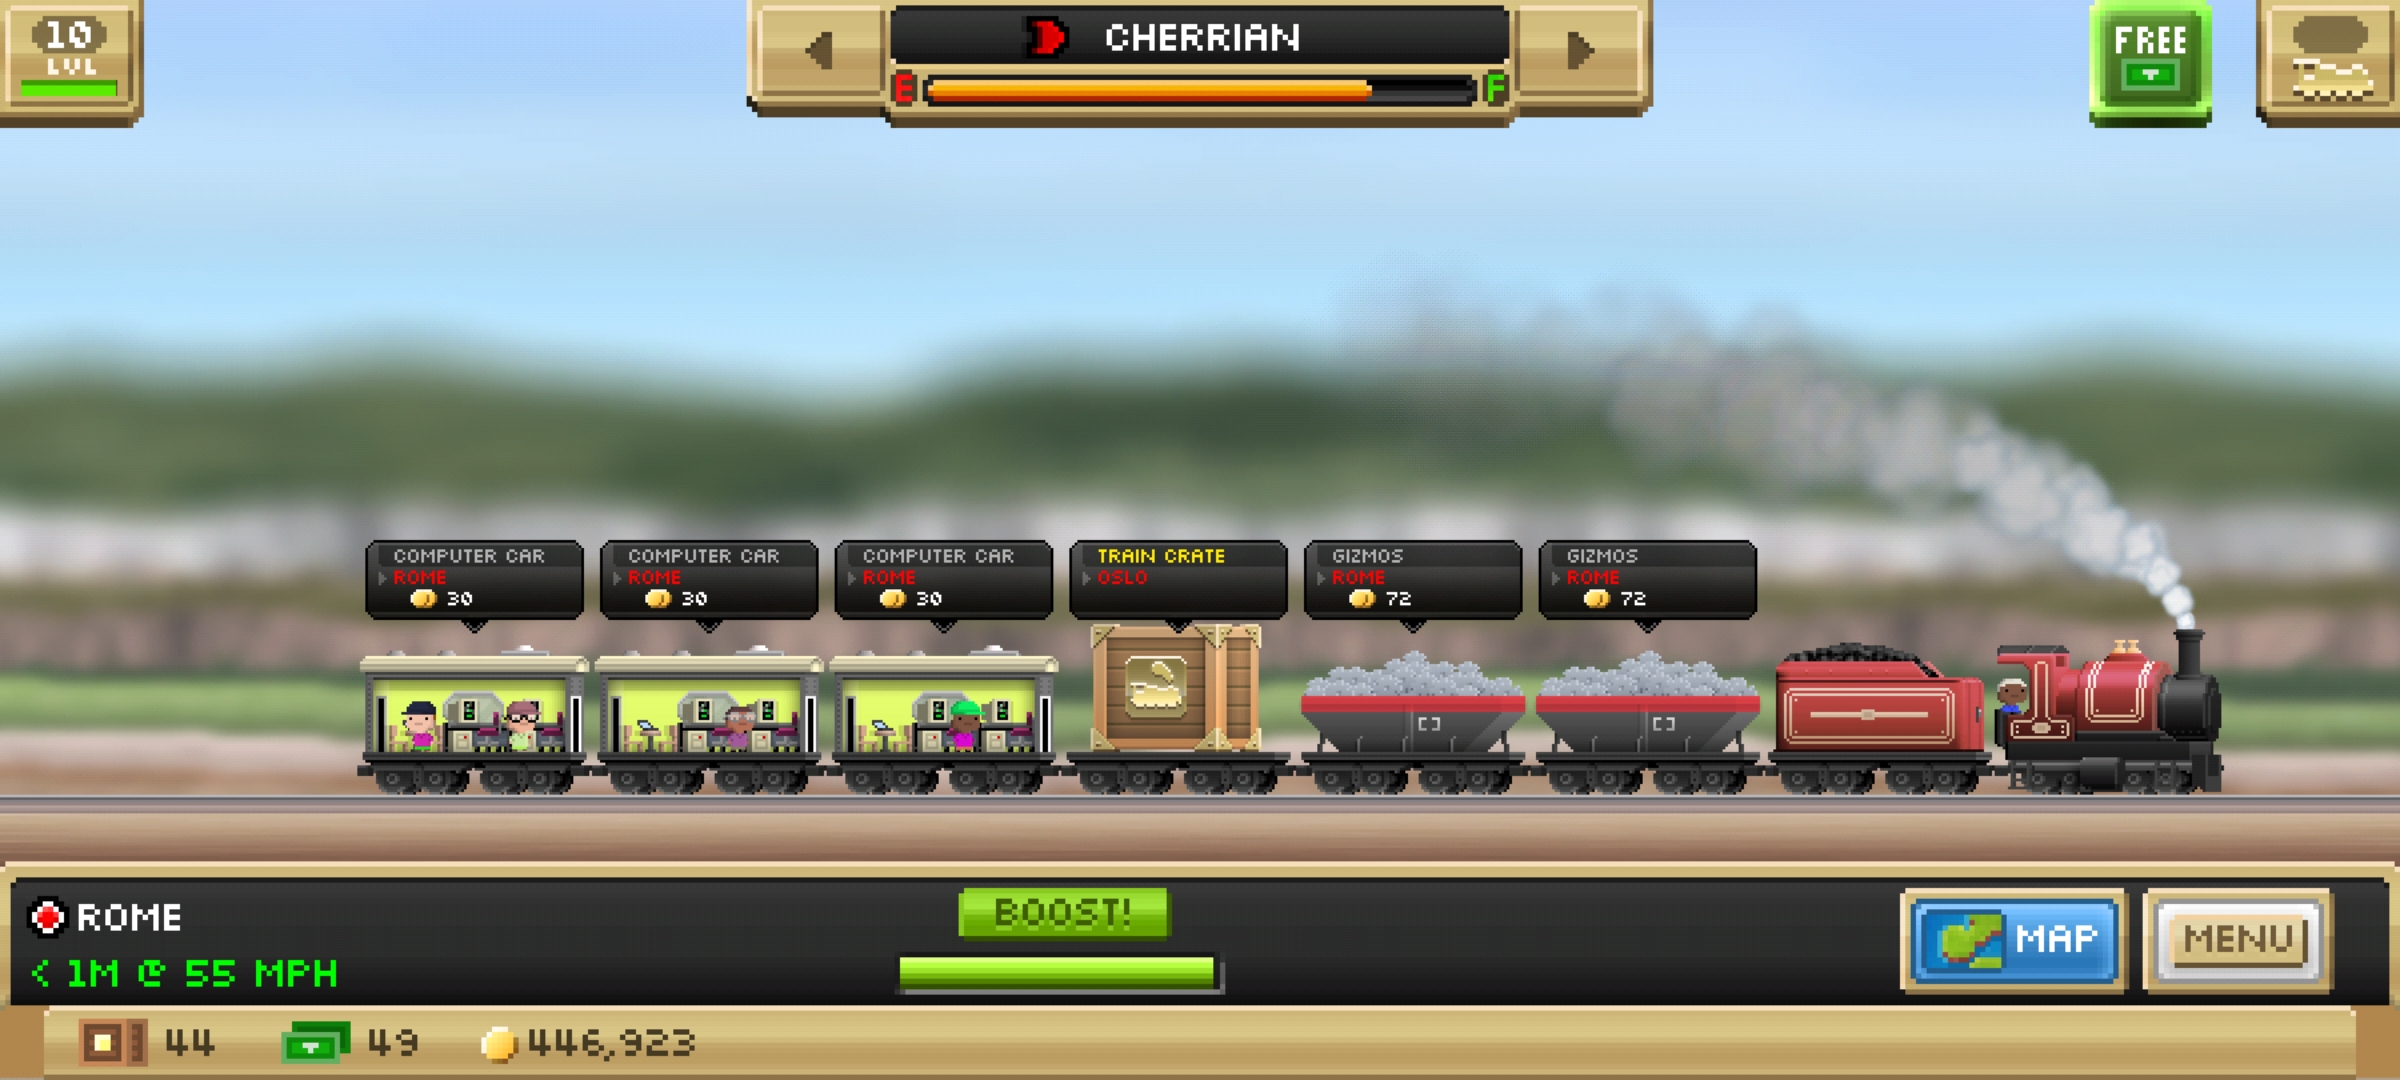 10
LVL
CHERRIAN
E
F
FREE
COMPUTER CAR
ROME
30
COMPUTER CAR
ROME
30
COMPUTER CAR
ROME
30
TRAIN CRATE
OSLO
GIZMOS
ROME
72
GIZMOS
ROME
72
ROME
< 1M @ 55 MPH
BOOST!
MAP
MENU
44
49
446,923